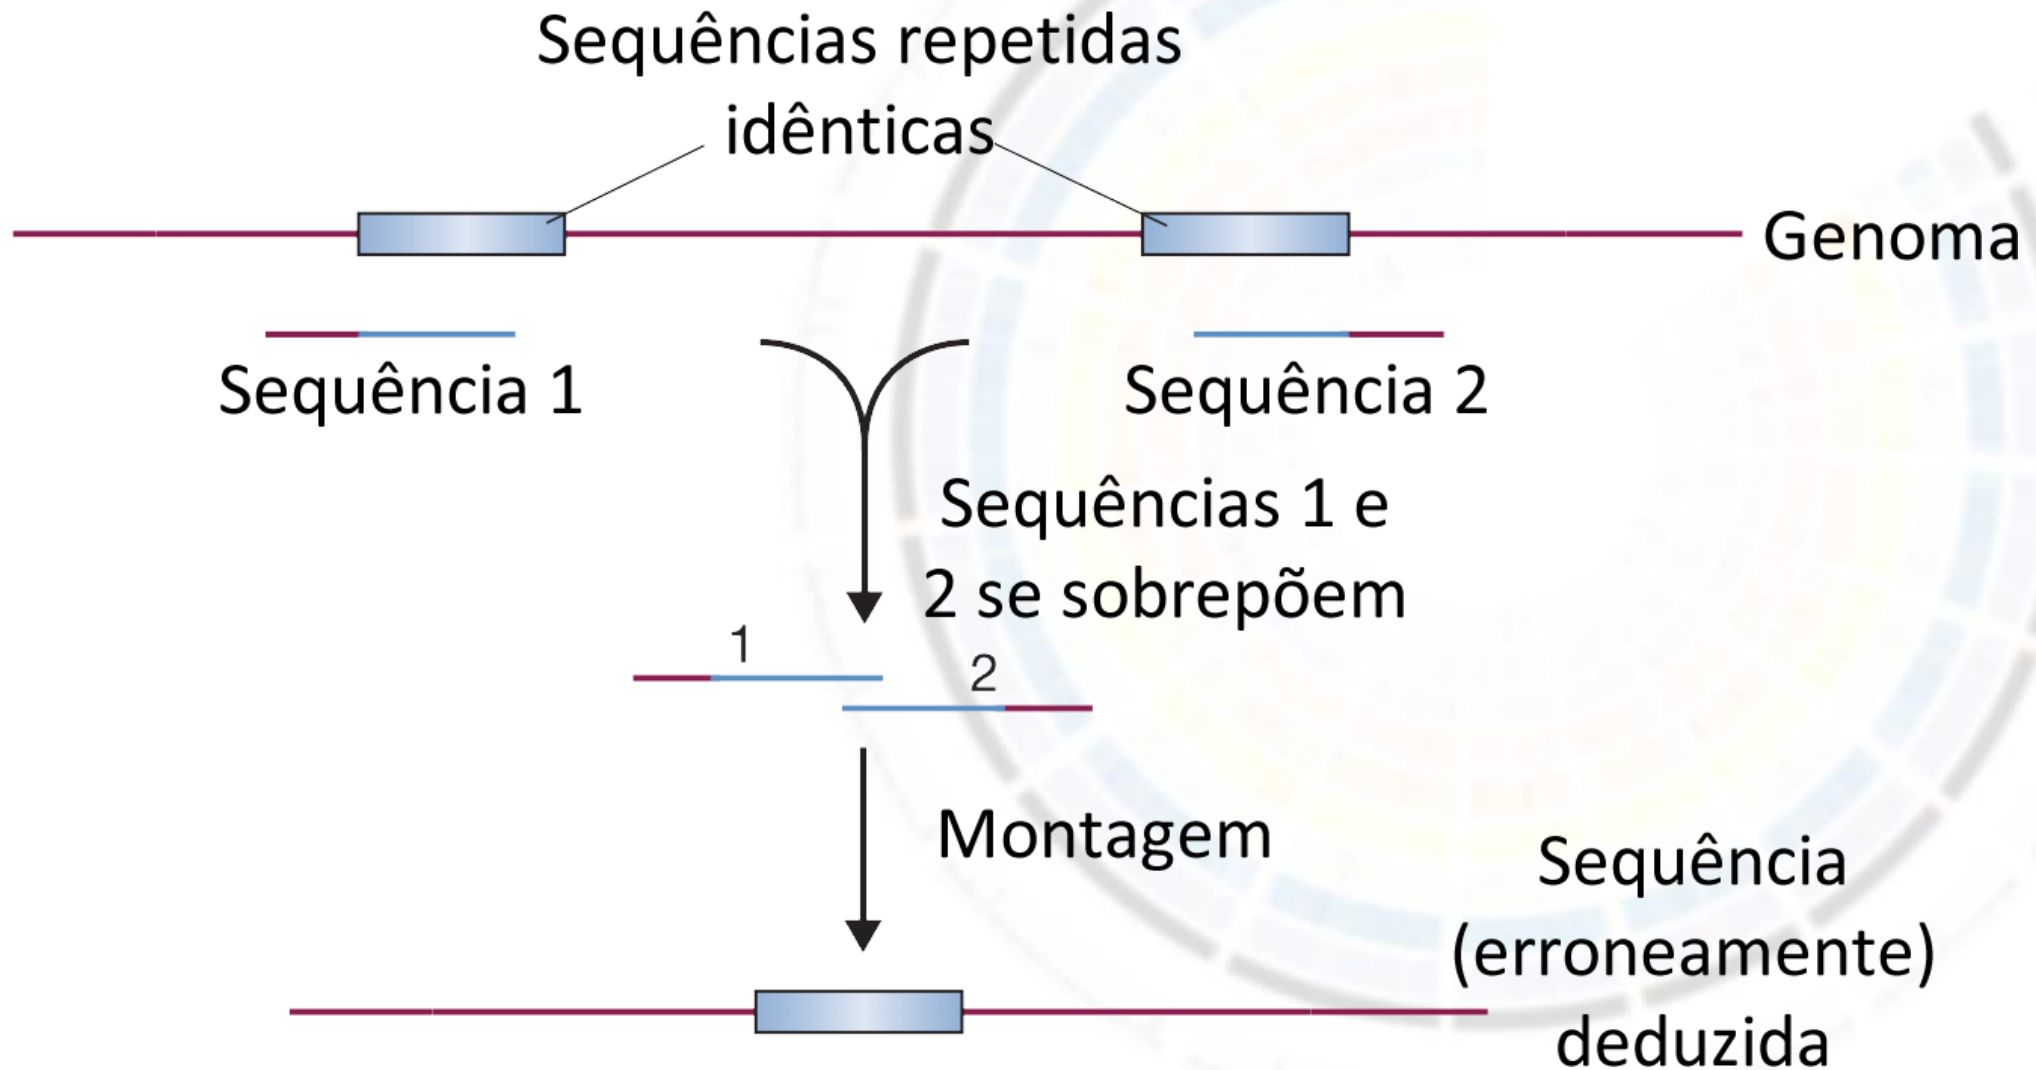 Sequências repetidas
idênticas
Genoma
Sequência 1
Sequência 2
Sequências 1 e
2 se sobrepõem
1
2
Montagem
Sequência
(erroneamente)
deduzida